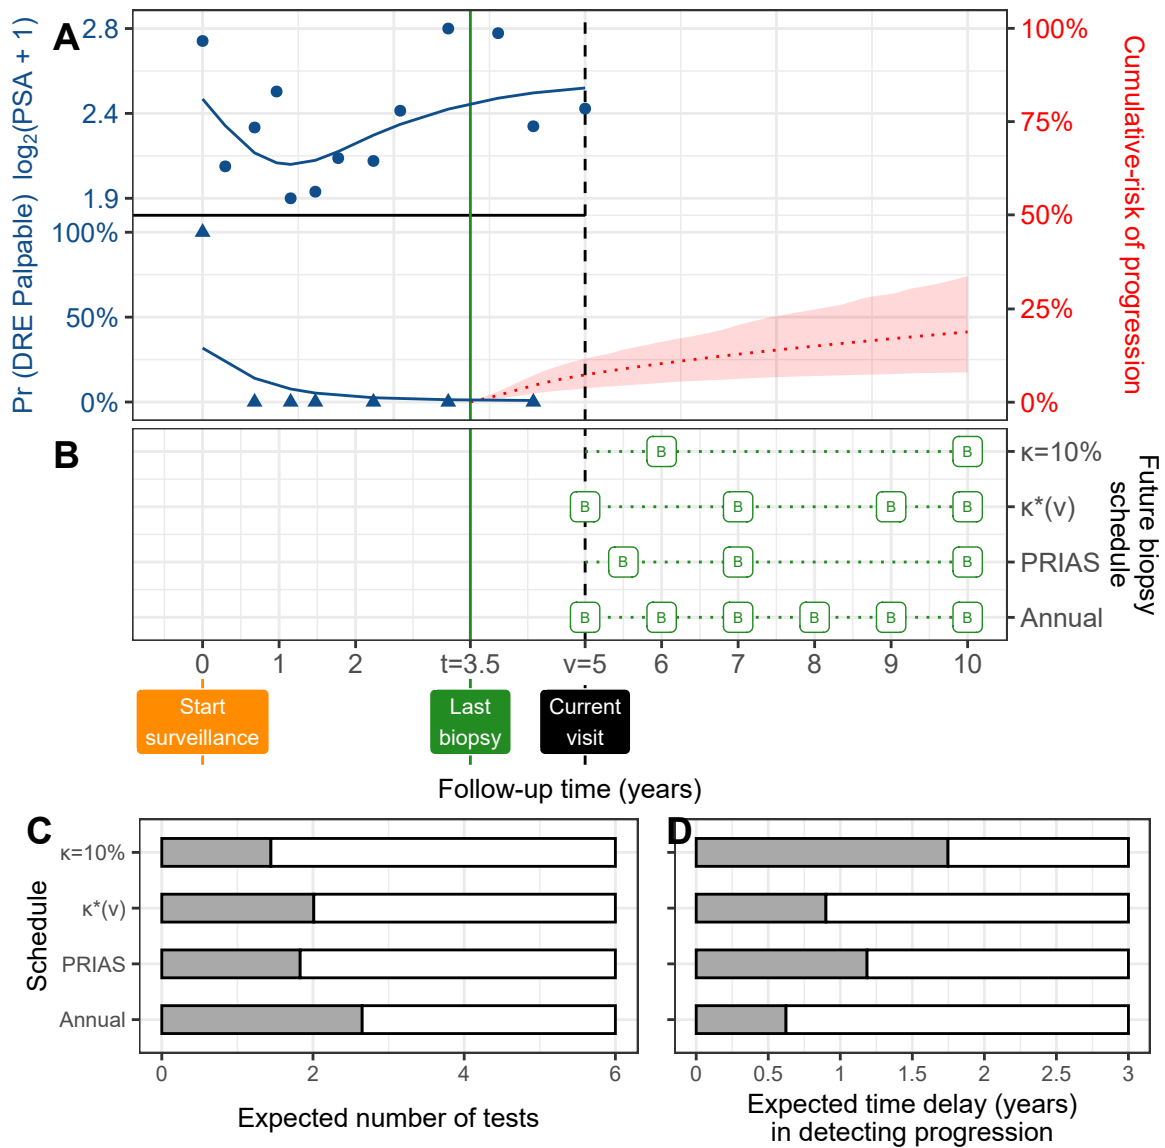 A
log₂(PSA + 1)
Pr (DRE Palpable)
2.8
2.4
1.9
100%
50%
0%
100%
75%
50%
25%
0%
Cumulative-risk of progression
B
B B κ=10%
B B B B κ*(v)
B B B PRIAS
B B B B B B Annual
Future biopsy
schedule
0 1 2 t=3.5 v=5 6 7 8 9 10
Start
surveillance
Last
biopsy
Current
visit
Follow-up time (years)
C
Schedule
κ=10%
κ*(v)
PRIAS
Annual
0 2 4 6
Expected number of tests
D
0 0.5 1 1.5 2 2.5 3
Expected time delay (years)
in detecting progression